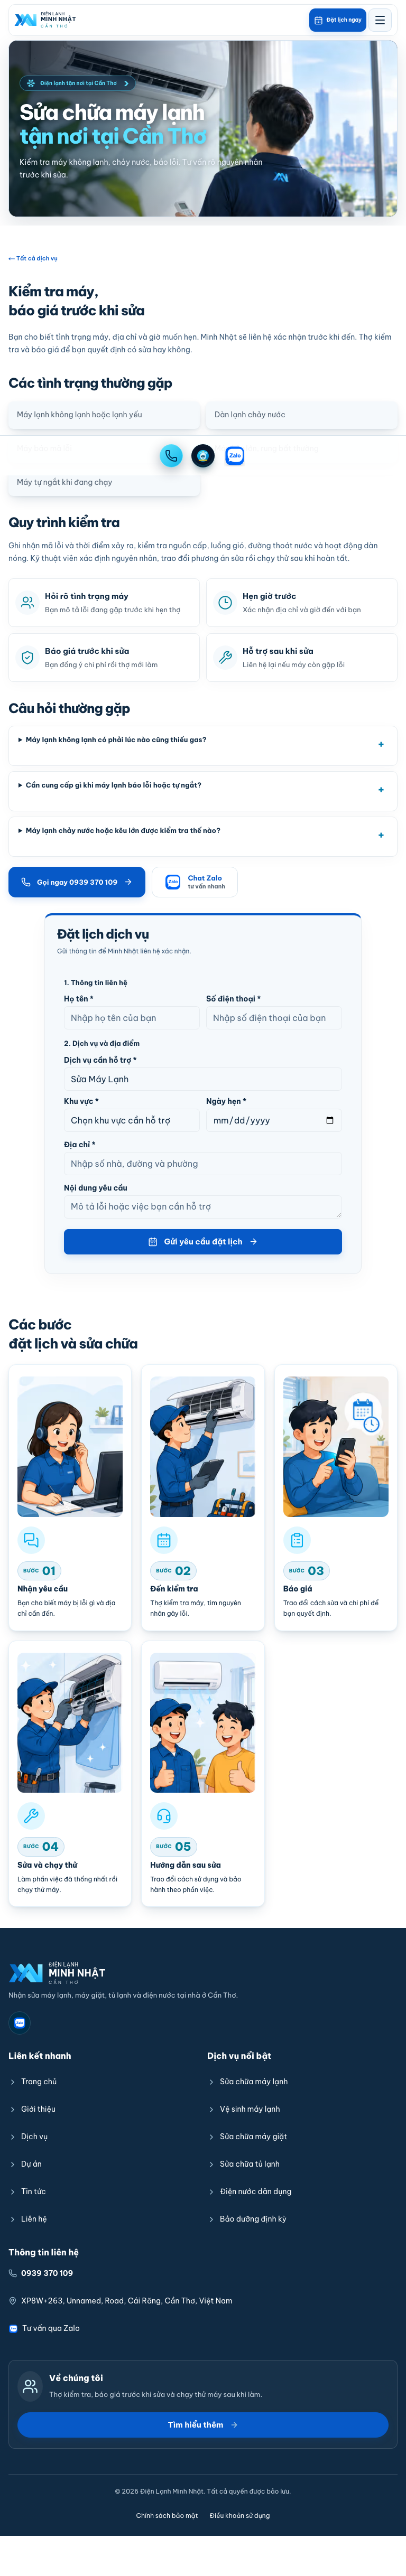 ĐIỆN LẠNH
MINH NHẬT
CẦN THƠ
Đặt lịch ngay
Điện lạnh tận nơi tại Cần Thơ
Sửa chữa máy lạnh
tận nơi tại Cần Thơ
Kiểm tra máy không lạnh, chảy nước, báo lỗi. Tư vấn rõ nguyên nhân
trước khi sửa.
← Tất cả dịch vụ
Kiểm tra máy,
báo giá trước khi sửa
Bạn cho biết tình trạng máy, địa chỉ và giờ muốn hẹn. Minh Nhật sẽ liên hệ xác nhận trước khi đến. Thợ kiểm
tra và báo giá để bạn quyết định có sửa hay không.
Các tình trạng thường gặp
Máy lạnh không lạnh hoặc lạnh yếu
Dàn lạnh chảy nước
Zalo
Máy tự ngắt khi đang chạy
Quy trình kiểm tra
Ghi nhận mã lỗi và thời điểm xảy ra, kiểm tra nguồn cấp, luồng gió, đường thoát nước và hoạt động dàn
nóng. Kỹ thuật viên xác định nguyên nhân, trao đổi phương án sửa rồi chạy thử sau khi hoàn tất.
Hỏi rõ tình trạng máy
Bạn mô tả lỗi đang gặp trước khi hẹn thợ
Hẹn giờ trước
Xác nhận địa chỉ và giờ đến với bạn
Báo giá trước khi sửa
Bạn đồng ý chi phí rồi thợ mới làm
Hỗ trợ sau khi sửa
Liên hệ lại nếu máy còn gặp lỗi
Câu hỏi thường gặp
Máy lạnh không lạnh có phải lúc nào cũng thiếu gas?
+
Cần cung cấp gì khi máy lạnh báo lỗi hoặc tự ngắt?
+
Máy lạnh chảy nước hoặc kêu lớn được kiểm tra thế nào?
+
Gọi ngay 0939 370 109 →
Zalo
Chat Zalo
tư vấn nhanh
Đặt lịch dịch vụ
Gửi thông tin để Minh Nhật liên hệ xác nhận.
1. Thông tin liên hệ
Họ tên *
Số điện thoại *
Nhập họ tên của bạn
Nhập số điện thoại của bạn
2. Dịch vụ và địa điểm
Dịch vụ cần hỗ trợ *
Sửa Máy Lạnh
Khu vực *
Ngày hẹn *
Chọn khu vực cần hỗ trợ
mm/dd/yyyy
Địa chỉ *
Nhập số nhà, đường và phường
Nội dung yêu cầu
Mô tả lỗi hoặc việc bạn cần hỗ trợ
Gửi yêu cầu đặt lịch →
Các bước
đặt lịch và sửa chữa
BƯỚC 01
Nhận yêu cầu
Bạn cho biết máy bị lỗi gì và địa
chỉ cần đến.
BƯỚC 02
Đến kiểm tra
Thợ kiểm tra máy, tìm nguyên
nhân gây lỗi.
BƯỚC 03
Báo giá
Trao đổi cách sửa và chi phí để
bạn quyết định.
BƯỚC 04
Sửa và chạy thử
Làm phần việc đã thống nhất rồi
chạy thử máy.
BƯỚC 05
Hướng dẫn sau sửa
Trao đổi cách sử dụng và bảo
hành theo phần việc.
ĐIỆN LẠNH
MINH NHẬT
CẦN THƠ
Nhận sửa máy lạnh, máy giặt, tủ lạnh và điện nước tại nhà ở Cần Thơ.
Zalo
Liên kết nhanh
Trang chủ
Giới thiệu
Dịch vụ
Dự án
Tin tức
Liên hệ
Dịch vụ nổi bật
Sửa chữa máy lạnh
Vệ sinh máy lạnh
Sửa chữa máy giặt
Sửa chữa tủ lạnh
Điện nước dân dụng
Bảo dưỡng định kỳ
Thông tin liên hệ
0939 370 109
XP8W+263, Unnamed, Road, Cái Răng, Cần Thơ, Việt Nam
Tư vấn qua Zalo
Về chúng tôi
Thợ kiểm tra, báo giá trước khi sửa và chạy thử máy sau khi làm.
Tìm hiểu thêm →
© 2026 Điện Lạnh Minh Nhật. Tất cả quyền được bảo lưu.
Chính sách bảo mật
Điều khoản sử dụng